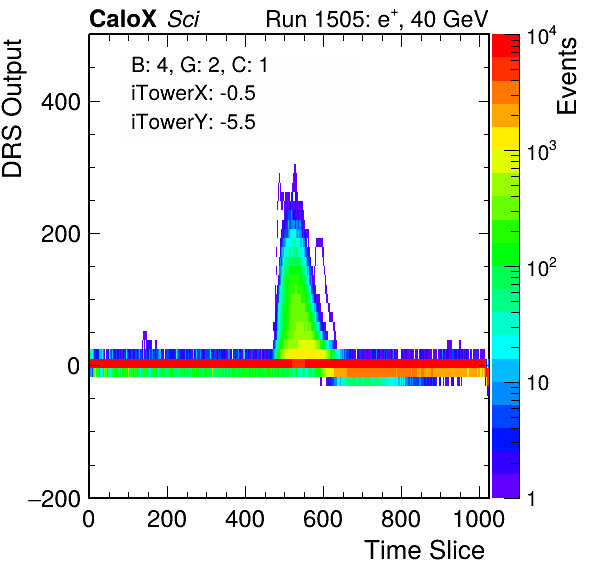 CaloX Sci
Run 1505: e⁺, 40 GeV
B: 4, G: 2, C: 1
iTowerX: -0.5
iTowerY: -5.5
DRS Output
400
200
0
−200
0 200 400 600 800 1000
Time Slice
Events
10⁴
10³
10²
10
1